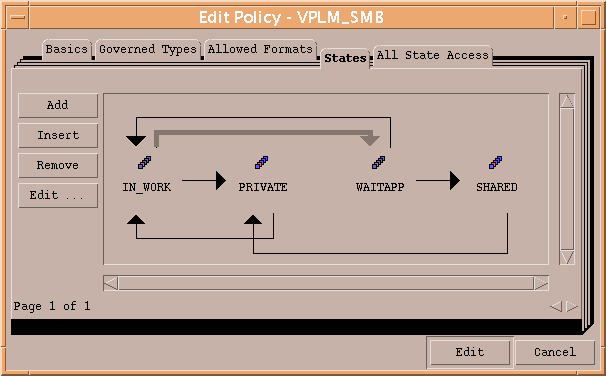 Edit Policy - VPLM_SMB
Basics Governed Types Allowed Formats States All State Access
Add
Insert
Remove
Edit ...
IN_WORK PRIVATE WAITAPP SHARED
Page 1 of 1
Edit Cancel